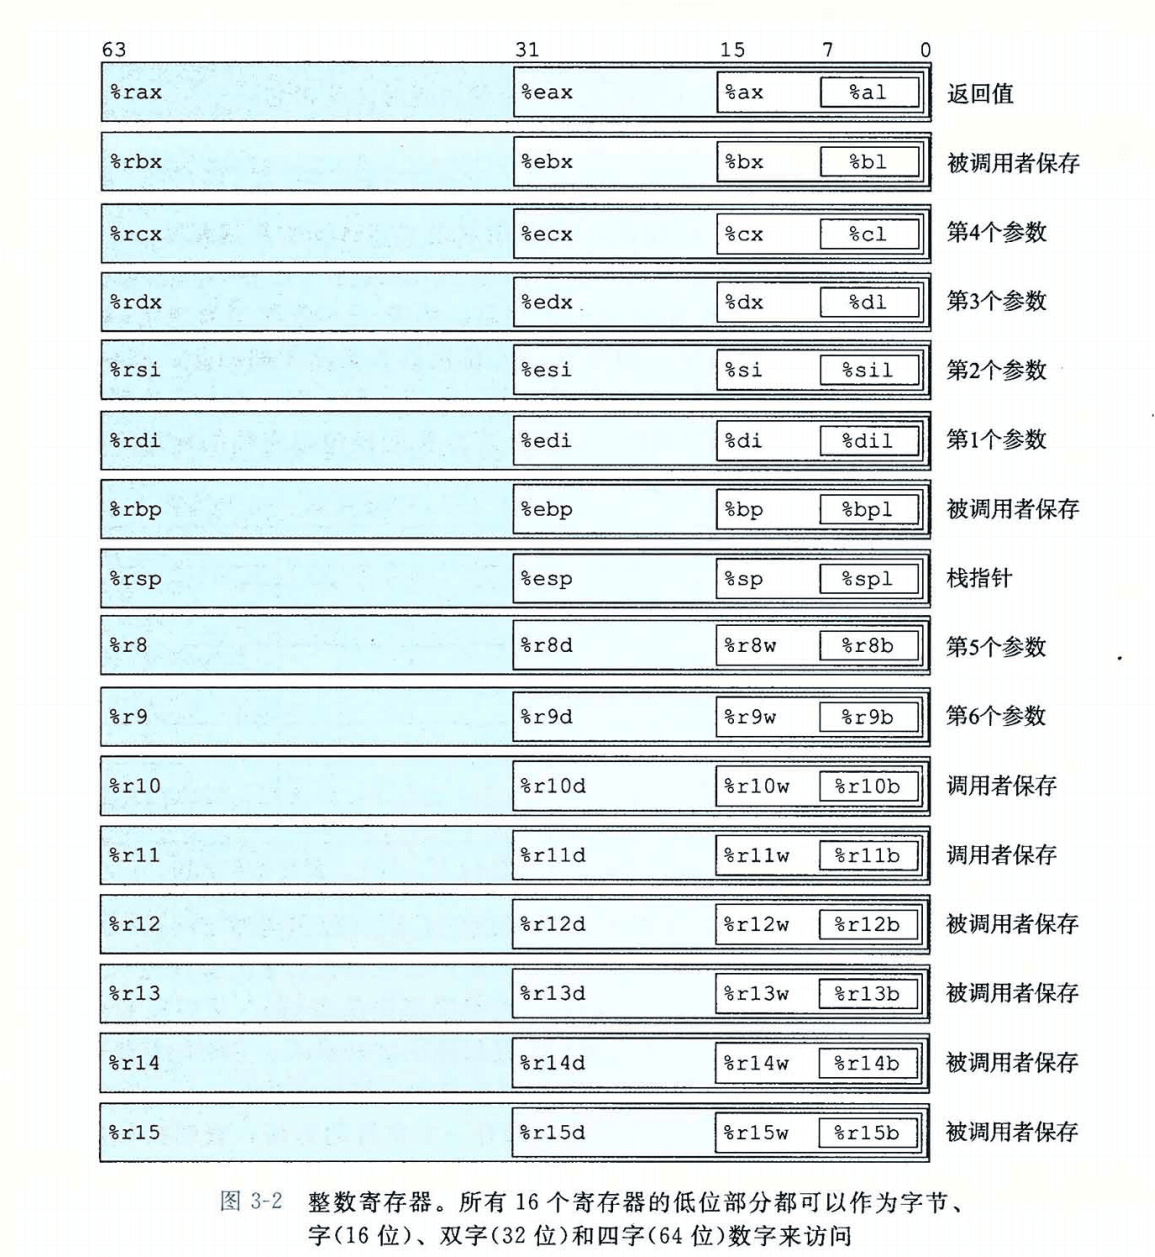 63 31 15 7 0
%rax %eax %ax %al 返回值
%rbx %ebx %bx %bl 被调用者保存
%rcx %ecx %cx %cl 第4个参数
%rdx %edx %dx %dl 第3个参数
%rsi %esi %si %sil 第2个参数
%rdi %edi %di %dil 第1个参数
%rbp %ebp %bp %bpl 被调用者保存
%rsp %esp %sp %spl 栈指针
%r8 %r8d %r8w %r8b 第5个参数
%r9 %r9d %r9w %r9b 第6个参数
%r10 %r10d %r10w %r10b 调用者保存
%r11 %r11d %r11w %r11b 调用者保存
%r12 %r12d %r12w %r12b 被调用者保存
%r13 %r13d %r13w %r13b 被调用者保存
%r14 %r14d %r14w %r14b 被调用者保存
%r15 %r15d %r15w %r15b 被调用者保存
图 3-2 整数寄存器。所有 16 个寄存器的低位部分都可以作为字节、
字(16 位)、双字(32 位)和四字(64 位)数字来访问